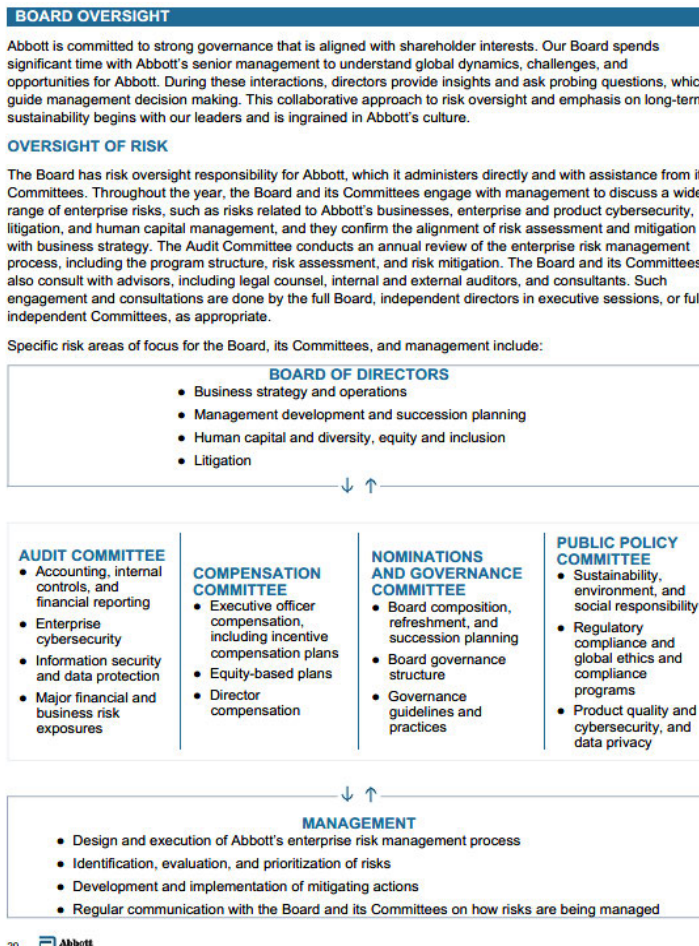 BOARD OVERSIGHT
Abbott is committed to strong governance that is aligned with shareholder interests. Our Board spends
significant time with Abbott's senior management to understand global dynamics, challenges, and
opportunities for Abbott. During these interactions, directors provide insights and ask probing questions, whic
guide management decision making. This collaborative approach to risk oversight and emphasis on long-tern
sustainability begins with our leaders and is ingrained in Abbott's culture.
OVERSIGHT OF RISK
The Board has risk oversight responsibility for Abbott, which it administers directly and with assistance from it
Committees. Throughout the year, the Board and its Committees engage with management to discuss a wide
range of enterprise risks, such as risks related to Abbott's businesses, enterprise and product cybersecurity,
litigation, and human capital management, and they confirm the alignment of risk assessment and mitigation
with business strategy. The Audit Committee conducts an annual review of the enterprise risk management
process, including the program structure, risk assessment, and risk mitigation. The Board and its Committees
also consult with advisors, including legal counsel, internal and external auditors, and consultants. Such
engagement and consultations are done by the full Board, independent directors in executive sessions, or ful
independent Committees, as appropriate.
Specific risk areas of focus for the Board, its Committees, and management include:
BOARD OF DIRECTORS
● Business strategy and operations
● Management development and succession planning
● Human capital and diversity, equity and inclusion
● Litigation
↓ ↑
AUDIT COMMITTEE
● Accounting, internal
controls, and
financial reporting
● Enterprise
cybersecurity
● Information security
and data protection
● Major financial and
business risk
exposures
COMPENSATION
COMMITTEE
● Executive officer
compensation,
including incentive
compensation plans
● Equity-based plans
● Director
compensation
NOMINATIONS
AND GOVERNANCE
COMMITTEE
● Board composition,
refreshment, and
succession planning
● Board governance
structure
● Governance
guidelines and
practices
PUBLIC POLICY
COMMITTEE
● Sustainability,
environment, and
social responsibility
● Regulatory
compliance and
global ethics and
compliance
programs
● Product quality and
cybersecurity, and
data privacy
↓ ↑
MANAGEMENT
● Design and execution of Abbott's enterprise risk management process
● Identification, evaluation, and prioritization of risks
● Development and implementation of mitigating actions
● Regular communication with the Board and its Committees on how risks are being managed
Abbott